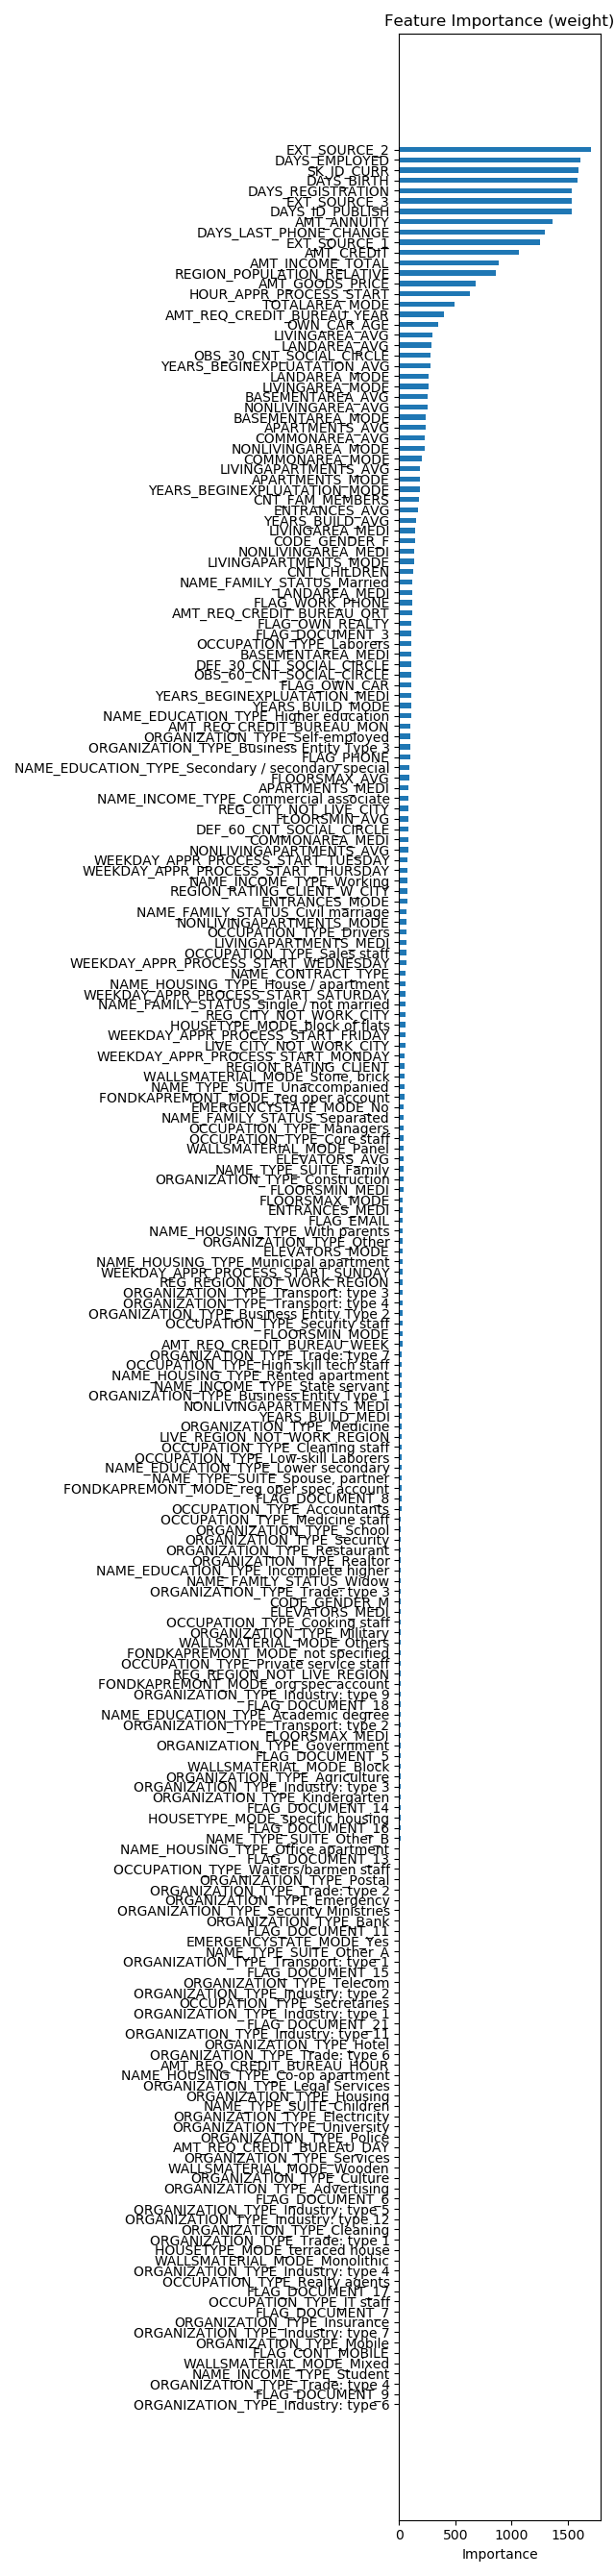 Feature Importance (weight)
EXT_SOURCE_2
DAYS_EMPLOYED
SK_ID_CURR
DAYS_BIRTH
DAYS_REGISTRATION
EXT_SOURCE_3
DAYS_ID_PUBLISH
AMT_ANNUITY
DAYS_LAST_PHONE_CHANGE
EXT_SOURCE_1
AMT_CREDIT
AMT_INCOME_TOTAL
REGION_POPULATION_RELATIVE
AMT_GOODS_PRICE
HOUR_APPR_PROCESS_START
TOTALAREA_MODE
AMT_REQ_CREDIT_BUREAU_YEAR
OWN_CAR_AGE
LIVINGAREA_AVG
LANDAREA_AVG
OBS_30_CNT_SOCIAL_CIRCLE
YEARS_BEGINEXPLUATATION_AVG
LANDAREA_MODE
LIVINGAREA_MODE
BASEMENTAREA_AVG
NONLIVINGAREA_AVG
BASEMENTAREA_MODE
APARTMENTS_AVG
COMMONAREA_AVG
NONLIVINGAREA_MODE
COMMONAREA_MODE
LIVINGAPARTMENTS_AVG
APARTMENTS_MODE
YEARS_BEGINEXPLUATATION_MODE
CNT_FAM_MEMBERS
ENTRANCES_AVG
YEARS_BUILD_AVG
LIVINGAREA_MEDI
CODE_GENDER_F
NONLIVINGAREA_MEDI
LIVINGAPARTMENTS_MODE
CNT_CHILDREN
NAME_FAMILY_STATUS_Married
LANDAREA_MEDI
FLAG_WORK_PHONE
AMT_REQ_CREDIT_BUREAU_QRT
FLAG_OWN_REALTY
FLAG_DOCUMENT_3
OCCUPATION_TYPE_Laborers
BASEMENTAREA_MEDI
DEF_30_CNT_SOCIAL_CIRCLE
OBS_60_CNT_SOCIAL_CIRCLE
FLAG_OWN_CAR
YEARS_BEGINEXPLUATATION_MEDI
YEARS_BUILD_MODE
NAME_EDUCATION_TYPE_Higher education
AMT_REQ_CREDIT_BUREAU_MON
ORGANIZATION_TYPE_Self-employed
ORGANIZATION_TYPE_Business Entity Type 3
FLAG_PHONE
NAME_EDUCATION_TYPE_Secondary / secondary special
FLOORSMAX_AVG
APARTMENTS_MEDI
NAME_INCOME_TYPE_Commercial associate
REG_CITY_NOT_LIVE_CITY
FLOORSMIN_AVG
DEF_60_CNT_SOCIAL_CIRCLE
COMMONAREA_MEDI
NONLIVINGAPARTMENTS_AVG
WEEKDAY_APPR_PROCESS_START_TUESDAY
WEEKDAY_APPR_PROCESS_START_THURSDAY
NAME_INCOME_TYPE_Working
REGION_RATING_CLIENT_W_CITY
ENTRANCES_MODE
NAME_FAMILY_STATUS_Civil marriage
NONLIVINGAPARTMENTS_MODE
OCCUPATION_TYPE_Drivers
LIVINGAPARTMENTS_MEDI
OCCUPATION_TYPE_Sales staff
WEEKDAY_APPR_PROCESS_START_WEDNESDAY
NAME_CONTRACT_TYPE
NAME_HOUSING_TYPE_House / apartment
WEEKDAY_APPR_PROCESS_START_SATURDAY
NAME_FAMILY_STATUS_Single / not married
REG_CITY_NOT_WORK_CITY
HOUSETYPE_MODE_block of flats
WEEKDAY_APPR_PROCESS_START_FRIDAY
LIVE_CITY_NOT_WORK_CITY
WEEKDAY_APPR_PROCESS_START_MONDAY
REGION_RATING_CLIENT
WALLSMATERIAL_MODE_Stone, brick
NAME_TYPE_SUITE_Unaccompanied
FONDKAPREMONT_MODE_reg oper account
EMERGENCYSTATE_MODE_No
NAME_FAMILY_STATUS_Separated
OCCUPATION_TYPE_Managers
OCCUPATION_TYPE_Core staff
WALLSMATERIAL_MODE_Panel
ELEVATORS_AVG
NAME_TYPE_SUITE_Family
ORGANIZATION_TYPE_Construction
FLOORSMIN_MEDI
FLOORSMAX_MODE
ENTRANCES_MEDI
FLAG_EMAIL
NAME_HOUSING_TYPE_With parents
ORGANIZATION_TYPE_Other
ELEVATORS_MODE
NAME_HOUSING_TYPE_Municipal apartment
WEEKDAY_APPR_PROCESS_START_SUNDAY
REG_REGION_NOT_WORK_REGION
ORGANIZATION_TYPE_Transport: type 3
ORGANIZATION_TYPE_Transport: type 4
ORGANIZATION_TYPE_Business Entity Type 2
OCCUPATION_TYPE_Security staff
FLOORSMIN_MODE
AMT_REQ_CREDIT_BUREAU_WEEK
ORGANIZATION_TYPE_Trade: type 7
OCCUPATION_TYPE_High skill tech staff
NAME_HOUSING_TYPE_Rented apartment
NAME_INCOME_TYPE_State servant
ORGANIZATION_TYPE_Business Entity Type 1
NONLIVINGAPARTMENTS_MEDI
YEARS_BUILD_MEDI
ORGANIZATION_TYPE_Medicine
LIVE_REGION_NOT_WORK_REGION
OCCUPATION_TYPE_Cleaning staff
OCCUPATION_TYPE_Low-skill Laborers
NAME_EDUCATION_TYPE_Lower secondary
NAME_TYPE_SUITE_Spouse, partner
FONDKAPREMONT_MODE_reg oper spec account
FLAG_DOCUMENT_8
OCCUPATION_TYPE_Accountants
OCCUPATION_TYPE_Medicine staff
ORGANIZATION_TYPE_School
ORGANIZATION_TYPE_Security
ORGANIZATION_TYPE_Restaurant
ORGANIZATION_TYPE_Realtor
NAME_EDUCATION_TYPE_Incomplete higher
NAME_FAMILY_STATUS_Widow
ORGANIZATION_TYPE_Trade: type 3
CODE_GENDER_M
ELEVATORS_MEDI
OCCUPATION_TYPE_Cooking staff
ORGANIZATION_TYPE_Military
WALLSMATERIAL_MODE_Others
FONDKAPREMONT_MODE_not specified
OCCUPATION_TYPE_Private service staff
REG_REGION_NOT_LIVE_REGION
FONDKAPREMONT_MODE_org spec account
ORGANIZATION_TYPE_Industry: type 9
FLAG_DOCUMENT_18
NAME_EDUCATION_TYPE_Academic degree
ORGANIZATION_TYPE_Transport: type 2
FLOORSMAX_MEDI
ORGANIZATION_TYPE_Government
FLAG_DOCUMENT_5
WALLSMATERIAL_MODE_Block
ORGANIZATION_TYPE_Agriculture
ORGANIZATION_TYPE_Industry: type 3
ORGANIZATION_TYPE_Kindergarten
FLAG_DOCUMENT_14
HOUSETYPE_MODE_specific housing
FLAG_DOCUMENT_16
NAME_TYPE_SUITE_Other_B
NAME_HOUSING_TYPE_Office apartment
FLAG_DOCUMENT_13
OCCUPATION_TYPE_Waiters/barmen staff
ORGANIZATION_TYPE_Postal
ORGANIZATION_TYPE_Trade: type 2
ORGANIZATION_TYPE_Emergency
ORGANIZATION_TYPE_Security Ministries
ORGANIZATION_TYPE_Bank
FLAG_DOCUMENT_11
EMERGENCYSTATE_MODE_Yes
NAME_TYPE_SUITE_Other_A
ORGANIZATION_TYPE_Transport: type 1
FLAG_DOCUMENT_15
ORGANIZATION_TYPE_Telecom
ORGANIZATION_TYPE_Industry: type 2
OCCUPATION_TYPE_Secretaries
ORGANIZATION_TYPE_Industry: type 1
FLAG_DOCUMENT_21
ORGANIZATION_TYPE_Industry: type 11
ORGANIZATION_TYPE_Hotel
ORGANIZATION_TYPE_Trade: type 6
AMT_REQ_CREDIT_BUREAU_HOUR
NAME_HOUSING_TYPE_Co-op apartment
ORGANIZATION_TYPE_Legal Services
ORGANIZATION_TYPE_Housing
NAME_TYPE_SUITE_Children
ORGANIZATION_TYPE_Electricity
ORGANIZATION_TYPE_University
ORGANIZATION_TYPE_Police
AMT_REQ_CREDIT_BUREAU_DAY
ORGANIZATION_TYPE_Services
WALLSMATERIAL_MODE_Wooden
ORGANIZATION_TYPE_Culture
ORGANIZATION_TYPE_Advertising
FLAG_DOCUMENT_6
ORGANIZATION_TYPE_Industry: type 5
ORGANIZATION_TYPE_Industry: type 12
ORGANIZATION_TYPE_Cleaning
ORGANIZATION_TYPE_Trade: type 1
HOUSETYPE_MODE_terraced house
WALLSMATERIAL_MODE_Monolithic
ORGANIZATION_TYPE_Industry: type 4
OCCUPATION_TYPE_Realty agents
FLAG_DOCUMENT_17
OCCUPATION_TYPE_IT staff
FLAG_DOCUMENT_7
ORGANIZATION_TYPE_Insurance
ORGANIZATION_TYPE_Industry: type 7
ORGANIZATION_TYPE_Mobile
FLAG_CONT_MOBILE
WALLSMATERIAL_MODE_Mixed
NAME_INCOME_TYPE_Student
ORGANIZATION_TYPE_Trade: type 4
FLAG_DOCUMENT_9
ORGANIZATION_TYPE_Industry: type 6
0 500 1000 1500
Importance